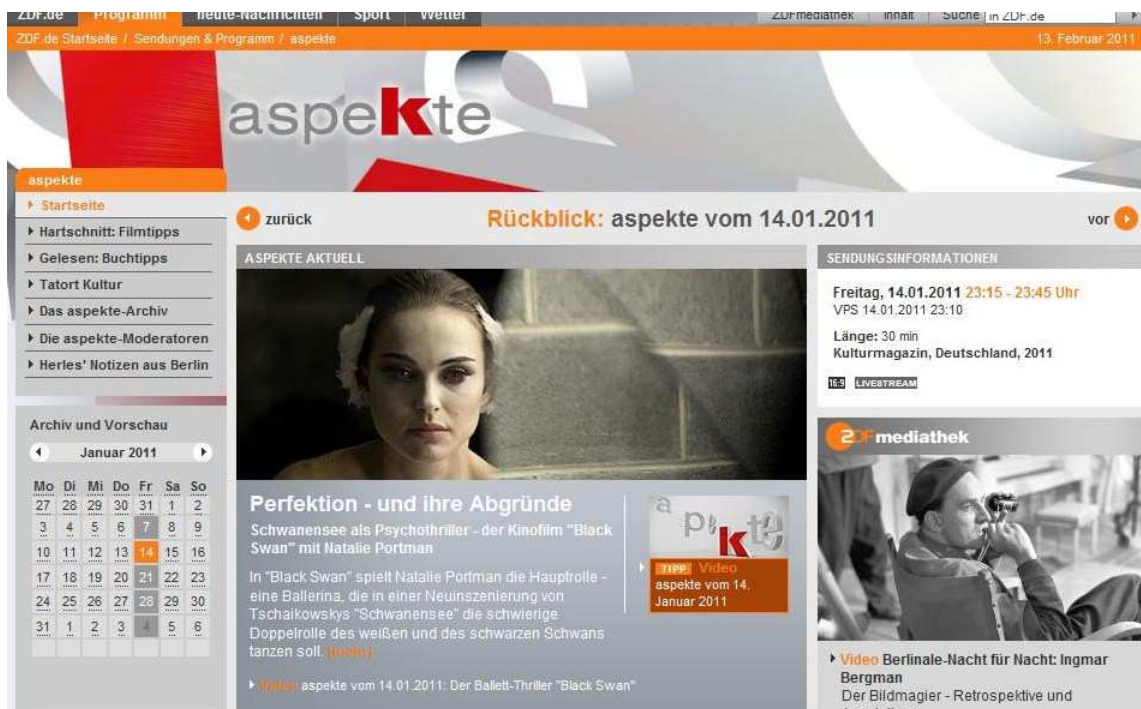 ZDF.de Programm heute-Nachrichten Sport Wetter ZDFmediathek Inhalt Suche in ZDF.de
ZDF.de Startseite / Sendungen & Programm / aspekte 13. Februar 2011
aspekte
aspekte
Startseite
Hartschnitt: Filmtipps
Gelesen: Buchtipps
Tatort Kultur
Das aspekte-Archiv
Die aspekte-Moderatoren
Herles' Notizen aus Berlin
Archiv und Vorschau
Januar 2011
Mo Di Mi Do Fr Sa So
27 28 29 30 31 1 2
3 4 5 6 7 8 9
10 11 12 13 14 15 16
17 18 19 20 21 22 23
24 25 26 27 28 29 30
31 1 2 3 4 5 6
zurück Rückblick: aspekte vom 14.01.2011 vor
ASPEKTE AKTUELL
Perfektion - und ihre Abgründe
Schwanensee als Psychothriller - der Kinofilm "Black
Swan" mit Natalie Portman
In "Black Swan" spielt Natalie Portman die Hauptrolle -
eine Ballerina, die in einer Neuinszenierung von
Tschaikowskys "Schwanensee" die schwierige
Doppelrolle des weißen und des schwarzen Schwans
tanzen soll. [mehr]
Video aspekte vom 14.01.2011: Der Ballett-Thriller "Black Swan"
aspekte
TIPP Video
aspekte vom 14.
Januar 2011
SENDUNGSINFORMATIONEN
Freitag, 14.01.2011 23:15 - 23:45 Uhr
VPS 14.01.2011 23:10
Länge: 30 min
Kulturmagazin, Deutschland, 2011
16:9 LIVESTREAM
ZDFmediathek
Video Berlinale-Nacht für Nacht: Ingmar
Bergman
Der Bildmagier - Retrospektive und